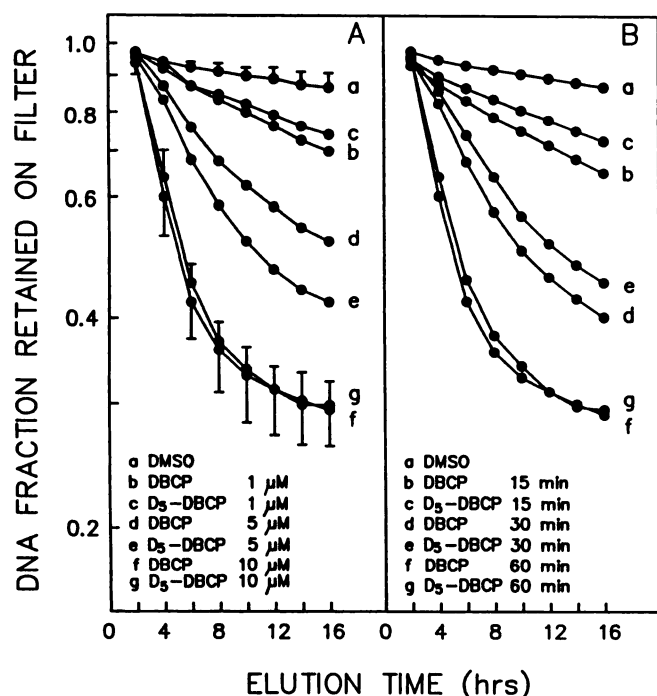 DNA FRACTION RETAINED ON FILTER
1.0
0.8
0.6
0.4
0.2
A
a
c
b
d
e
g
f
a DMSO
b DBCP 1 µM
c D₅-DBCP 1 µM
d DBCP 5 µM
e D₅-DBCP 5 µM
f DBCP 10 µM
g D₅-DBCP 10 µM
0 4 8 12 16
B
a
c
b
e
d
g
f
a DMSO
b DBCP 15 min
c D₅-DBCP 15 min
d DBCP 30 min
e D₅-DBCP 30 min
f DBCP 60 min
g D₅-DBCP 60 min
0 4 8 12 16
ELUTION TIME (hrs)